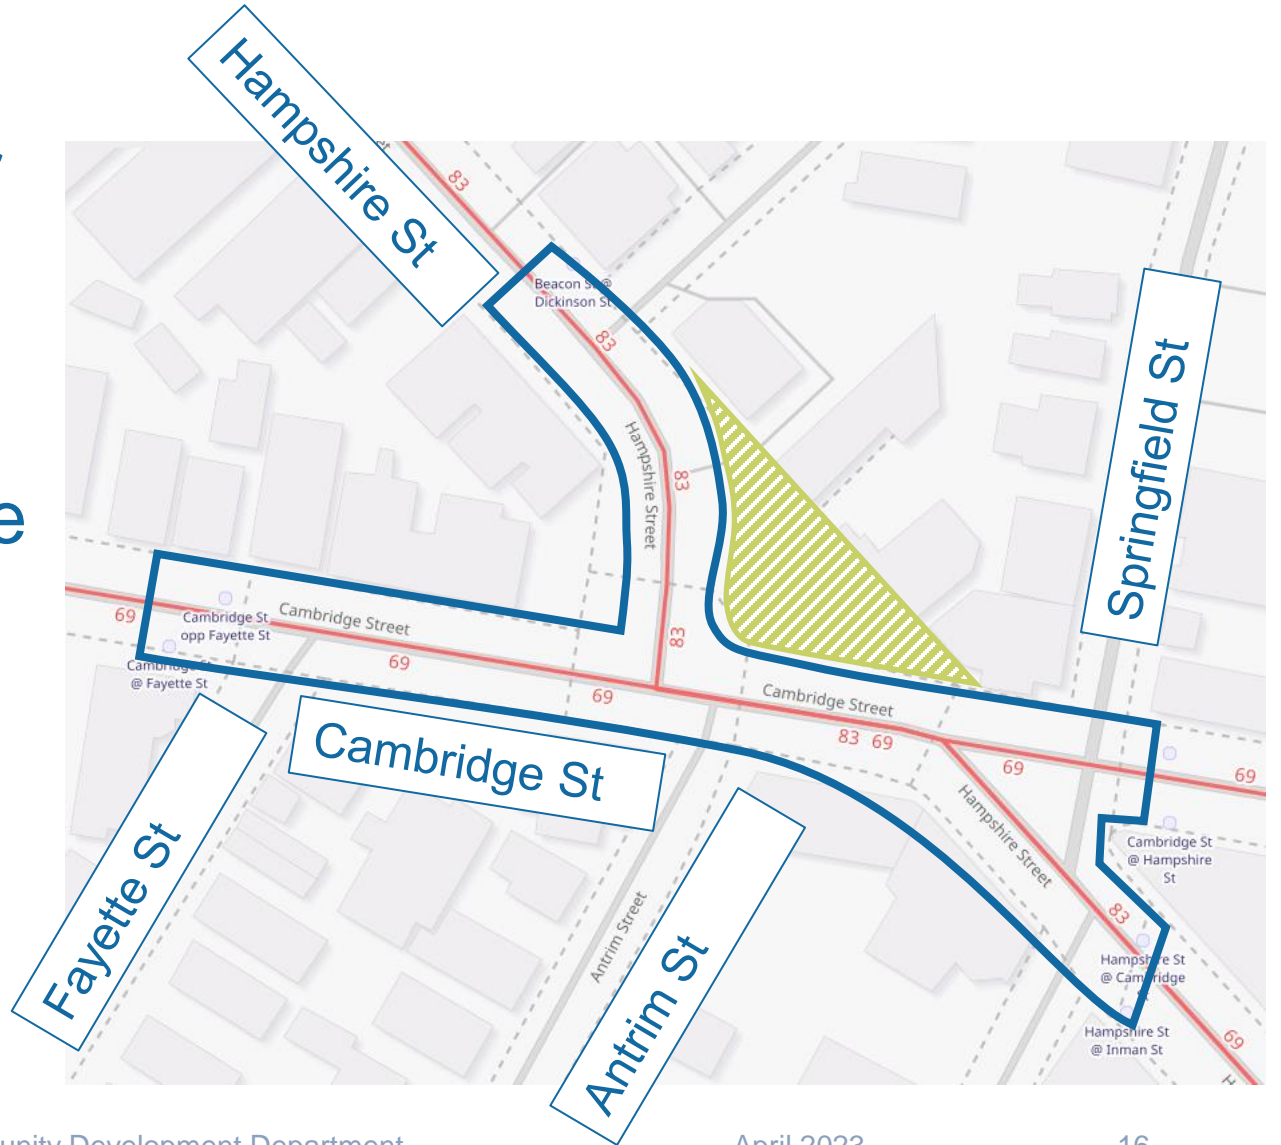 Hampshire St
83
Beacon St @
Dickinson St
83
Springfield St
Hampshire Street
83
e
69
Cambridge St
opp Fayette St
Cambridge Street
83
Cambridge St
@ Fayette St
69
69
Cambridge Street
83 69
69
69
Cambridge St
Hampshire Street
Cambridge St
@ Hampshire
St
Fayette St
Antrim Street
83
Antrim St
Hampshire St
@ Cambridge
Hampshire St
@ Inman St
69
unity Development Department
April 2023
16